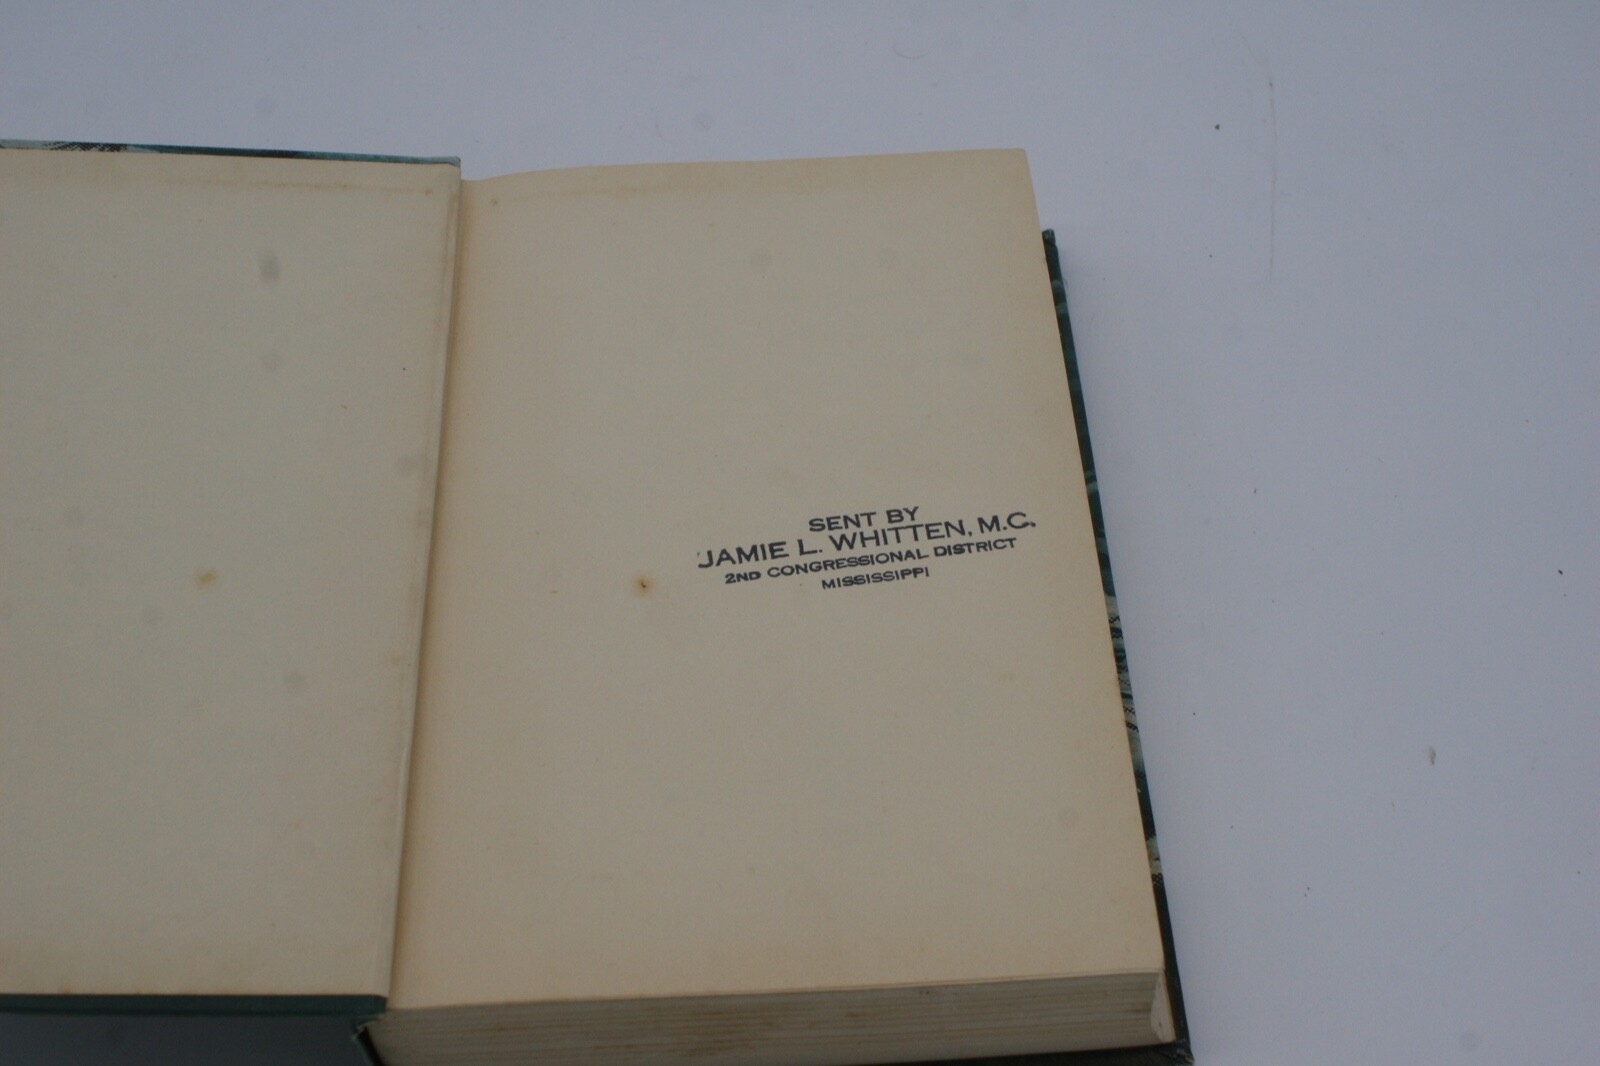 SENT BY
JAMIE L. WHITTEN, M.C.
2ND CONGRESSIONAL DISTRICT
MISSISSIPPI